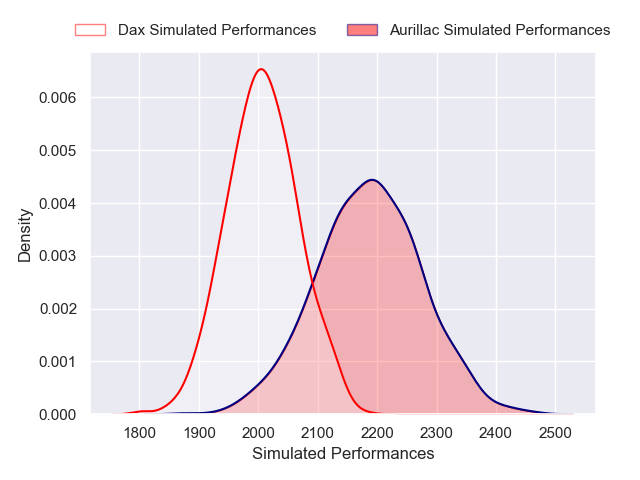 Dax Simulated Performances Aurillac Simulated Performances
0.006
0.005
0.004
0.003
0.002
0.001
0.000
Density
1800 1900 2000 2100 2200 2300 2400 2500
Simulated Performances